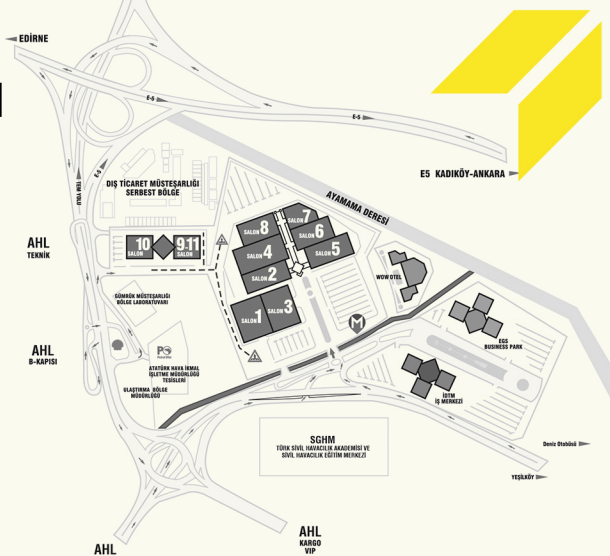 EDİRNE
E-5
E-5
E5 KADIKÖY-ANKARA
TEM YOLU
E-5
DIŞ TİCARET MÜSTEŞARLIĞI
SERBEST BÖLGE
AYAMAMA DERESİ
10
SALON
9-11
SALON
SALON 8
SALON 7
SALON 6
SALON 5
SALON 4
SALON 2
SALON 1
SALON 3
AHL
TEKNİK
WOW OTEL
GÜMRÜK MÜSTEŞARLIĞI
BÖLGE LABORATUVARI
M
EGS
BUSINESS PARK
AHL
B-KAPISI
PO
ATATÜRK HAVA İKMAL
İŞLETME MÜDÜRLÜĞÜ
TESİSLERİ
ULAŞTIRMA BÖLGE
MÜDÜRLÜĞÜ
İDTM
İŞ MERKEZİ
SGHM
TÜRK SİVİL HAVACILIK AKADEMİSİ VE
SİVİL HAVACILIK EĞİTİM MERKEZİ
Deniz Otobüsü
YEŞİLKÖY
AHL
AHL
KARGO
VIP